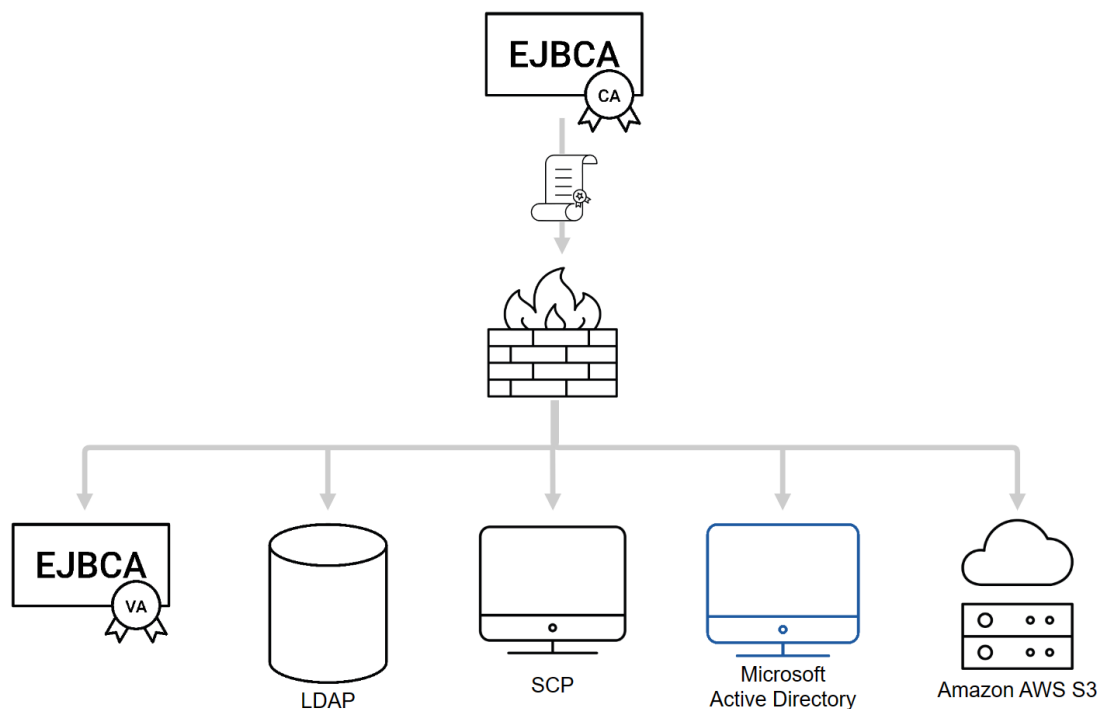 EJBCA
CA
EJBCA
VA
LDAP
SCP
Microsoft
Active Directory
Amazon AWS S3